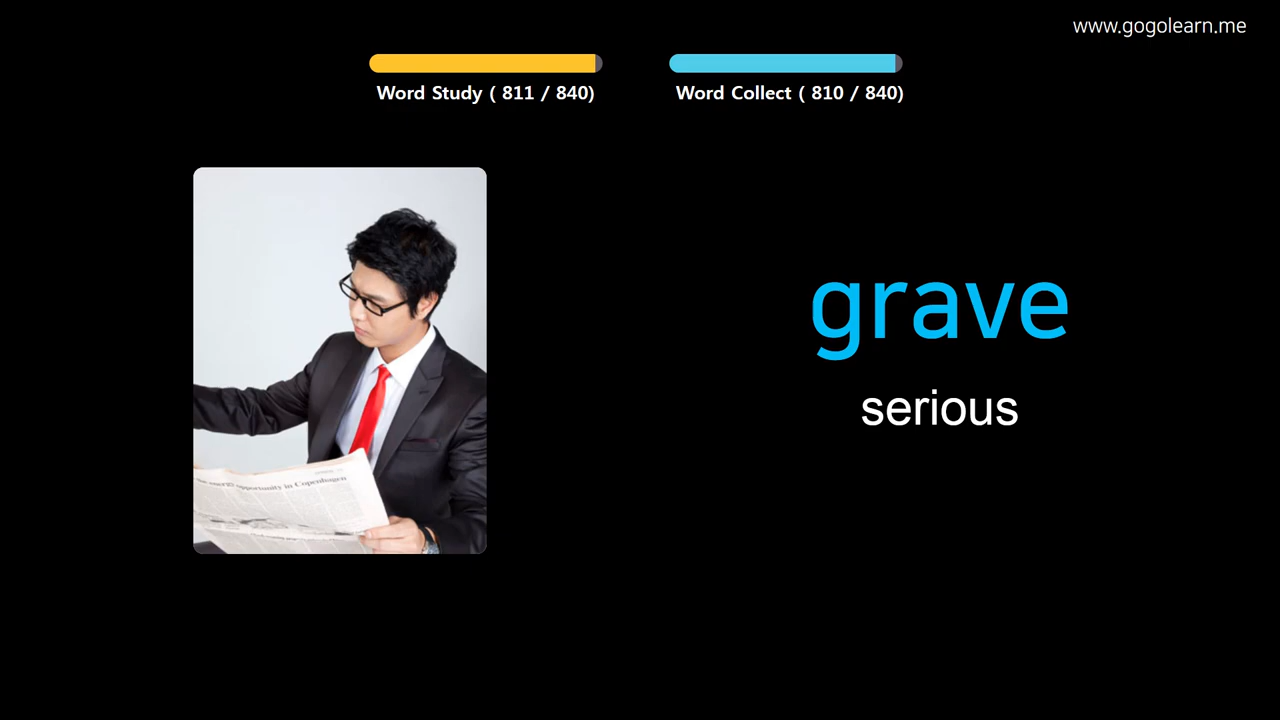 www.gogolearn.me
Word Study ( 811 / 840)
Word Collect ( 810 / 840)
grave
serious
opportunity in Copenhagen